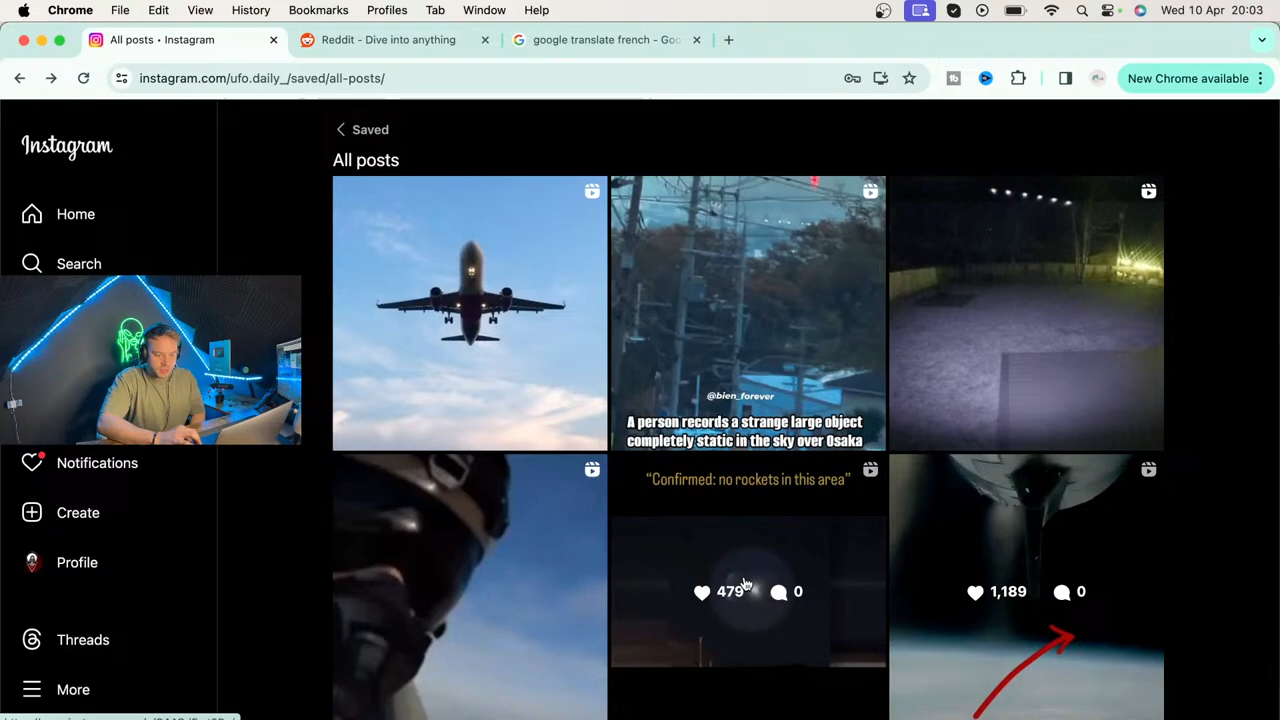 Chrome File Edit View History Bookmarks Profiles Tab Window Help Wed 10 Apr 20:03
All posts • Instagram
Reddit - Dive into anything
google translate french - Goo
instagram.com/ufo.daily_/saved/all-posts/
New Chrome available
Instagram
Saved
All posts
Home
Search
@bien_forever
A person records a strange large object
completely static in the sky over Osaka
Notifications
"Confirmed: no rockets in this area"
Create
Profile
479 0
1,189 0
Threads
More